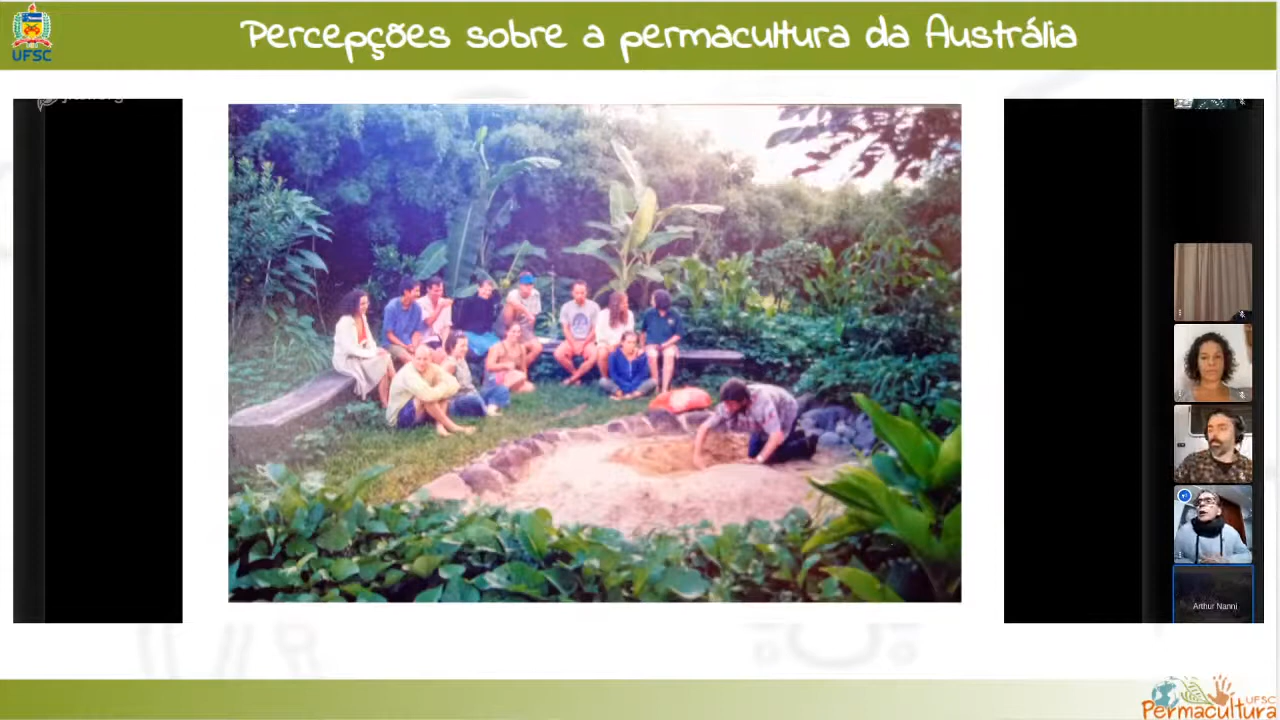 Percepções sobre a permacultura da Austrália
UFSC
Arthur Nanni
UFSC
Permacultura